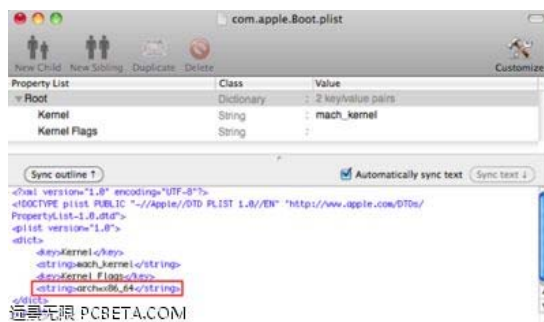 com.apple.Boot.plist
New Child New Sibling Duplicate Delete Customize
Property List Class Value
Root Dictionary 2 key/value pairs
Kernel String mach_kernel
Kernel Flags String
Sync outline ↑ Automatically sync text Sync text ↓
<?xml version="1.0" encoding="UTF-8"?>
<!DOCTYPE plist PUBLIC "-//Apple//DTD PLIST 1.0//EN" "http://www.apple.com/DTDs/
PropertyList-1.0.dtd">
<plist version="1.0">
<dict>
<key>Kernel</key>
<string>mach_kernel</string>
<key>Kernel Flags</key>
<string>arch=x86_64</string>
</dict>
远景无限 PCBETA.COM